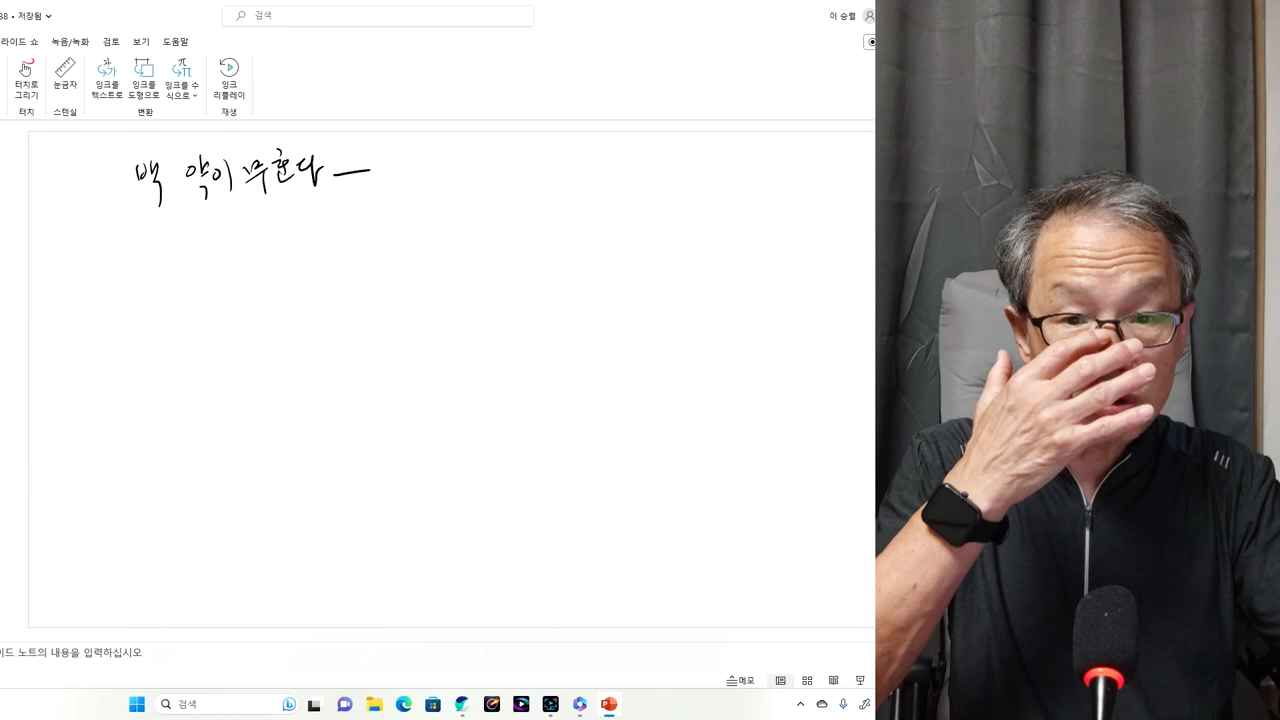 38 • 저장됨
검색
이 승렬
라이드 쇼 녹음/녹화 검토 보기 도움말
터치로 그리기
눈금자
잉크를 텍스트로
잉크를 도형으로
잉크를 수식으로
잉크 리플레이
터치 스텐실 변환 재생
백 약이 무효다 —
이드 노트의 내용을 입력하십시오
메모
검색